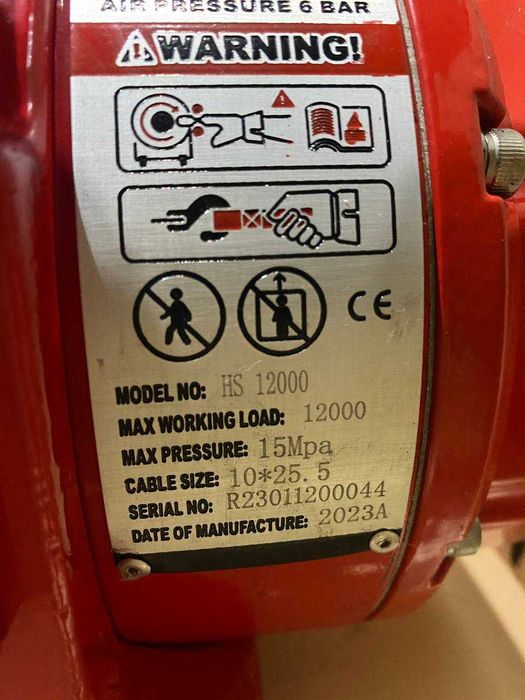 AIR PRESSURE 6 BAR
WARNING!
CE
MODEL NO: HS 12000
MAX WORKING LOAD: 12000
MAX PRESSURE: 15Mpa
CABLE SIZE: 10*25.5
SERIAL NO: R23011200044
DATE OF MANUFACTURE: 2023A